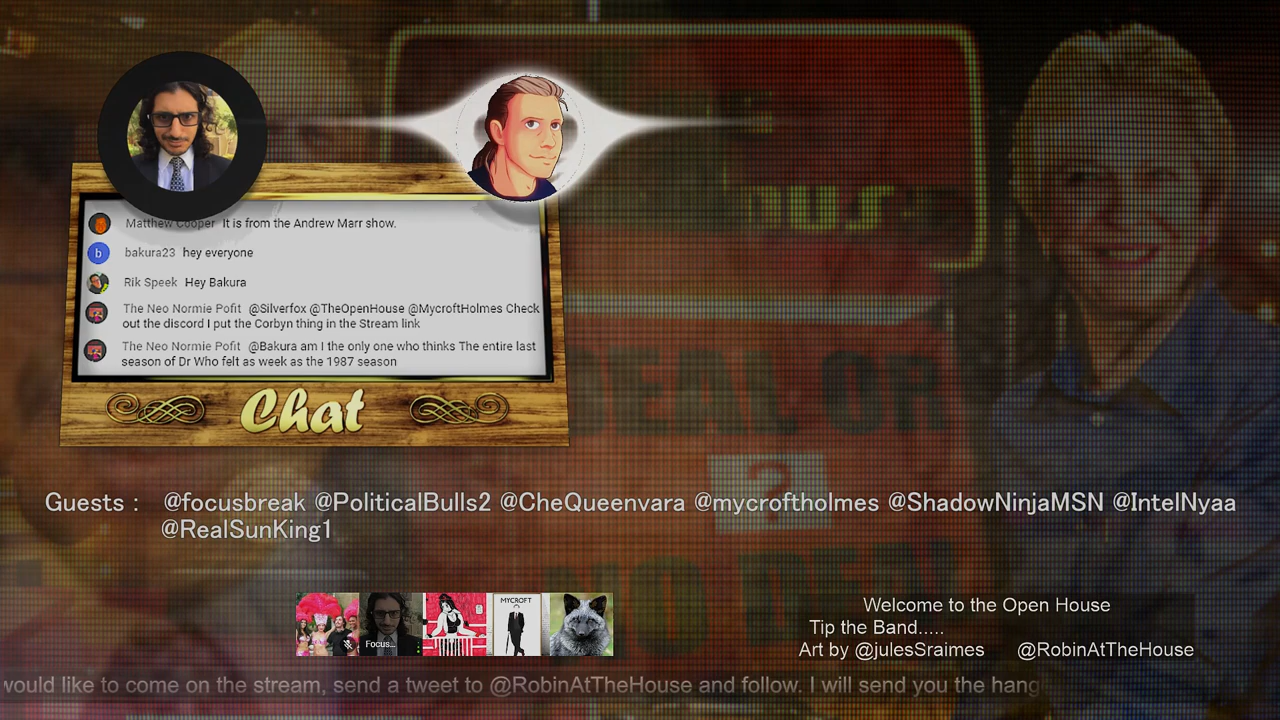 Matthew Cooper It is from the Andrew Marr show.
b bakura23 hey everyone
Rik Speek Hey Bakura
The Neo Normie Pofit @Silverfox @TheOpenHouse @MycroftHolmes Check
out the discord I put the Corbyn thing in the Stream link
The Neo Normie Pofit @Bakura am I the only one who thinks The entire last
season of Dr Who felt as week as the 1987 season
Chat
DEAL OR
?
NO DEAL
Guests : @focusbreak @PoliticalBulls2 @CheQueenvara @mycroftholmes @ShadowNinjaMSN @IntelNyaa
@RealSunKing1
MYCROFT
Focus...
Welcome to the Open House
Tip the Band.....
Art by @julesSraimes @RobinAtTheHouse
would like to come on the stream, send a tweet to @RobinAtTheHouse and follow. I will send you the hang